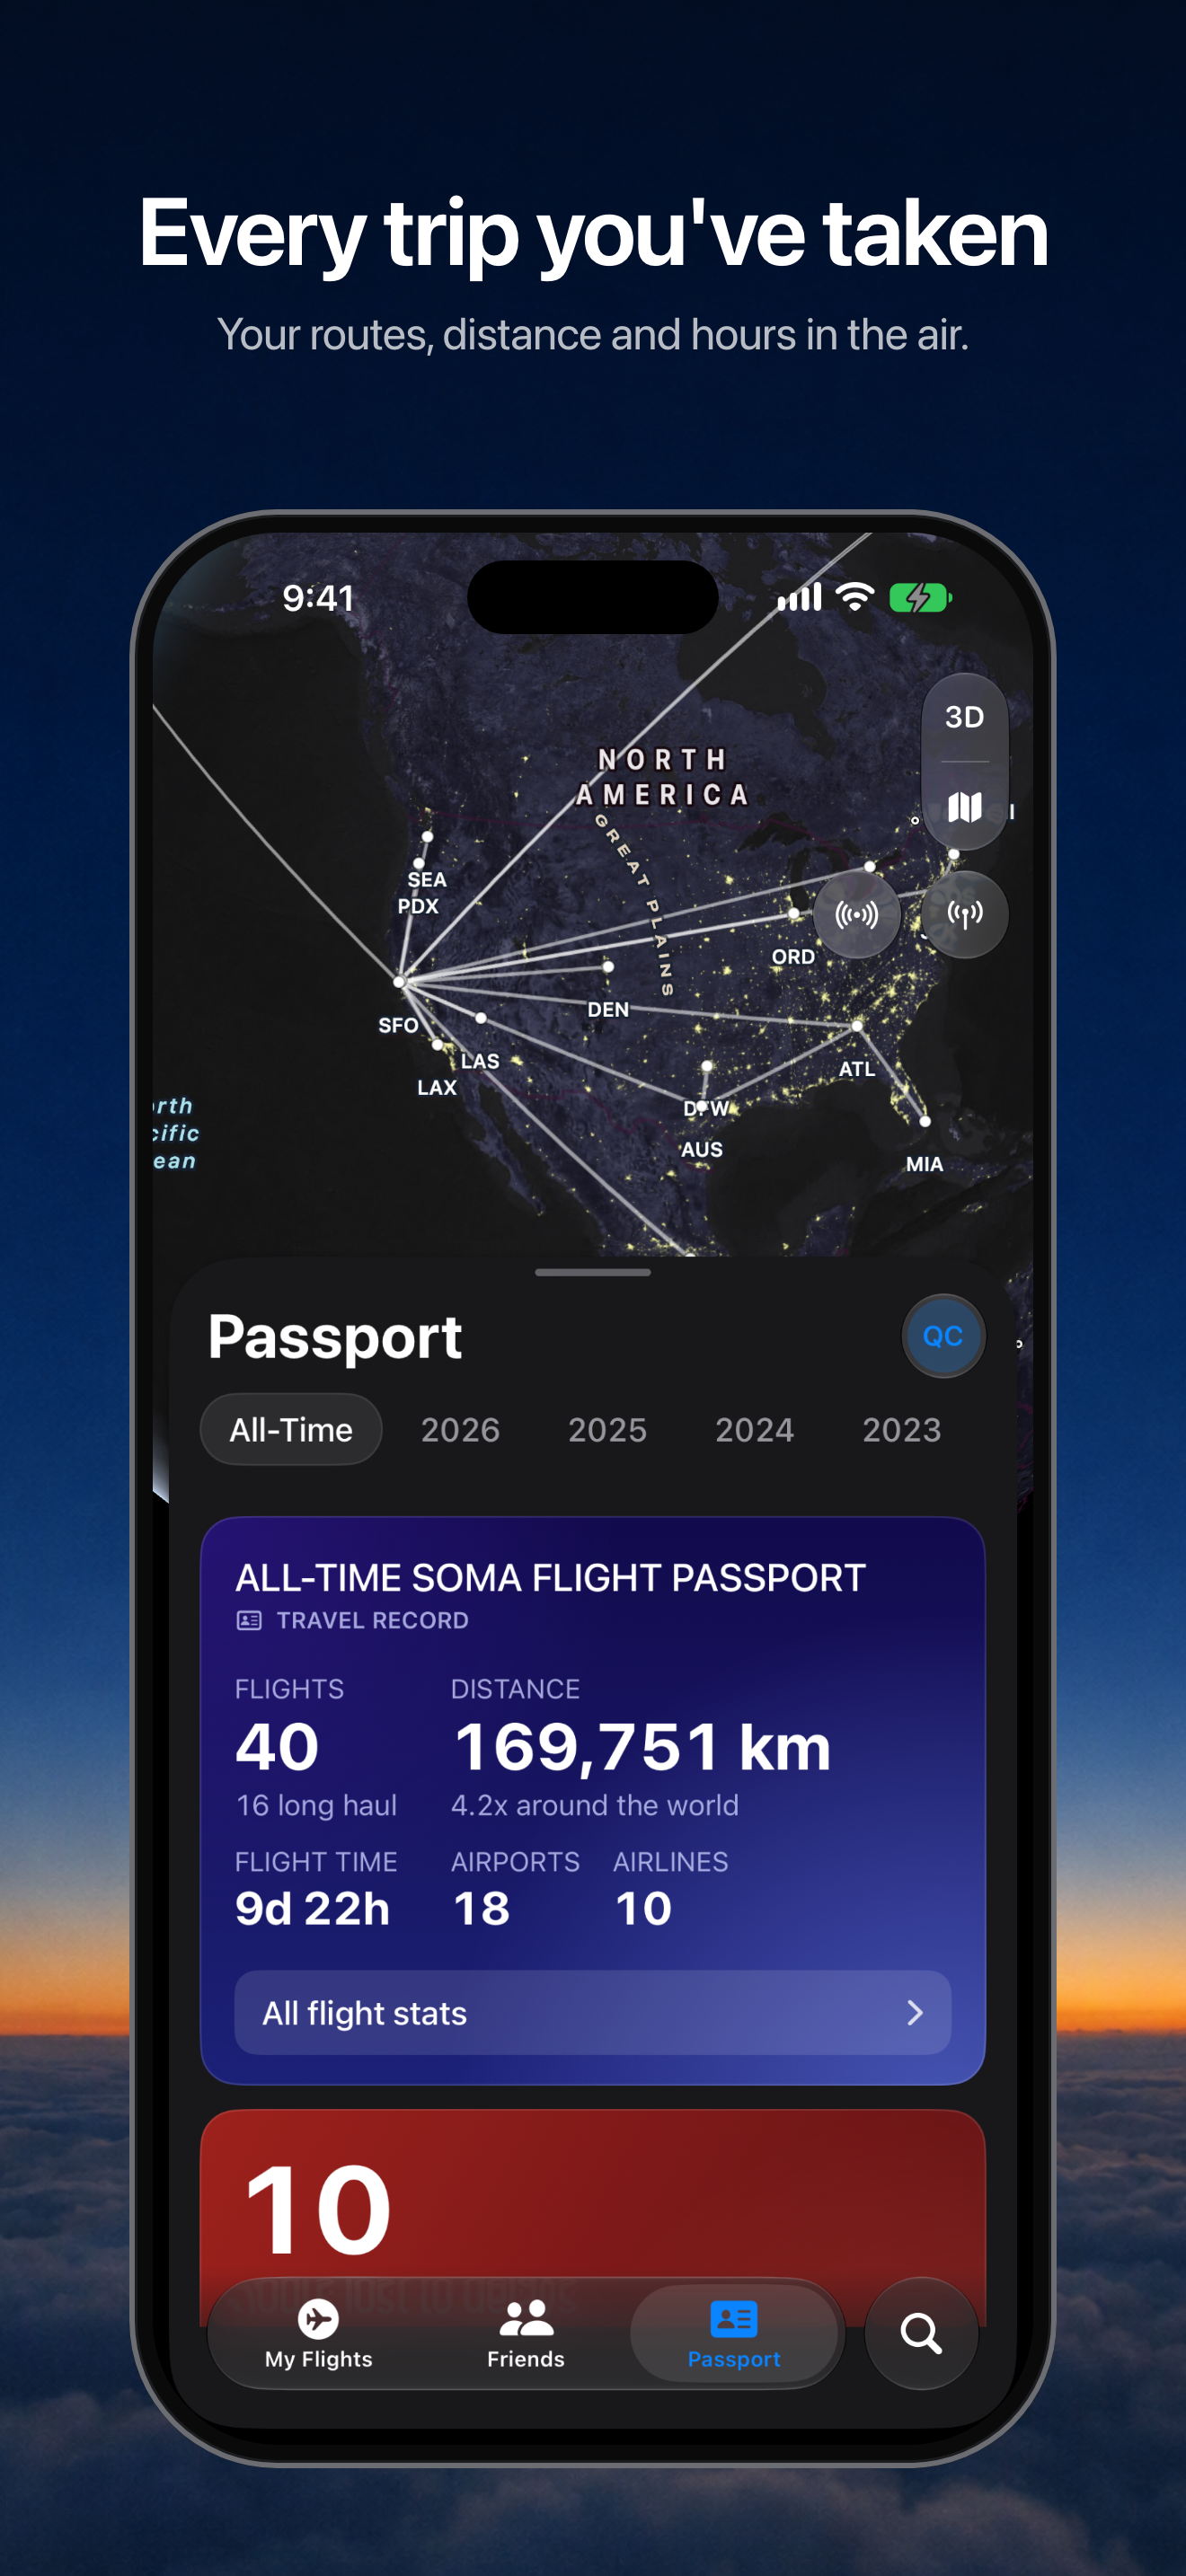 Every trip you've taken
Your routes, distance and hours in the air.
9:41
3D
NORTH
AMERICA
GREAT PLAINS
SEA
PDX
ORD
DEN
SFO
LAS
ATL
LAX
DFW
AUS
MIA
rth
cific
ean
Passport
QC
All-Time 2026 2025 2024 2023
ALL-TIME SOMA FLIGHT PASSPORT
TRAVEL RECORD
FLIGHTS DISTANCE
40 169,751 km
16 long haul 4.2x around the world
FLIGHT TIME AIRPORTS AIRLINES
9d 22h 18 10
All flight stats
10
My Flights Friends Passport